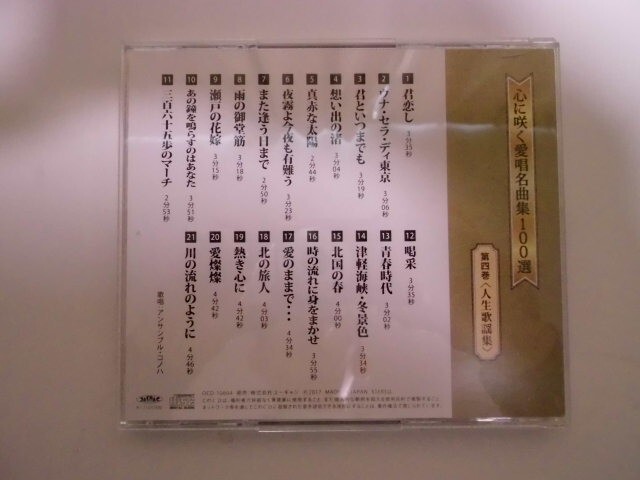 心に咲く愛唱名曲集100選
第四巻〈人生歌謡集〉
1 君恋し 3分35秒
2 ウナ・セラ・ディ東京 3分06秒
3 君といつまでも 3分19秒
4 想い出の渚 3分04秒
5 真赤な太陽 2分44秒
6 夜霧よ今夜も有難う 3分23秒
7 また逢う日まで 2分50秒
8 雨の御堂筋 3分18秒
9 瀬戸の花嫁 3分15秒
10 あの鐘を鳴らすのはあなた 3分51秒
11 三百六十五歩のマーチ 2分53秒
12 喝采 3分35秒
13 青春時代 3分02秒
14 津軽海峡・冬景色 3分34秒
15 北国の春 4分00秒
16 時の流れに身をまかせ 3分55秒
17 愛のままで・・・ 4分34秒
18 北の旅人 4分03秒
19 熱き心に 4分42秒
20 愛燦燦 4分42秒
21 川の流れのように 4分46秒
歌唱:アンサンブル・コノハ